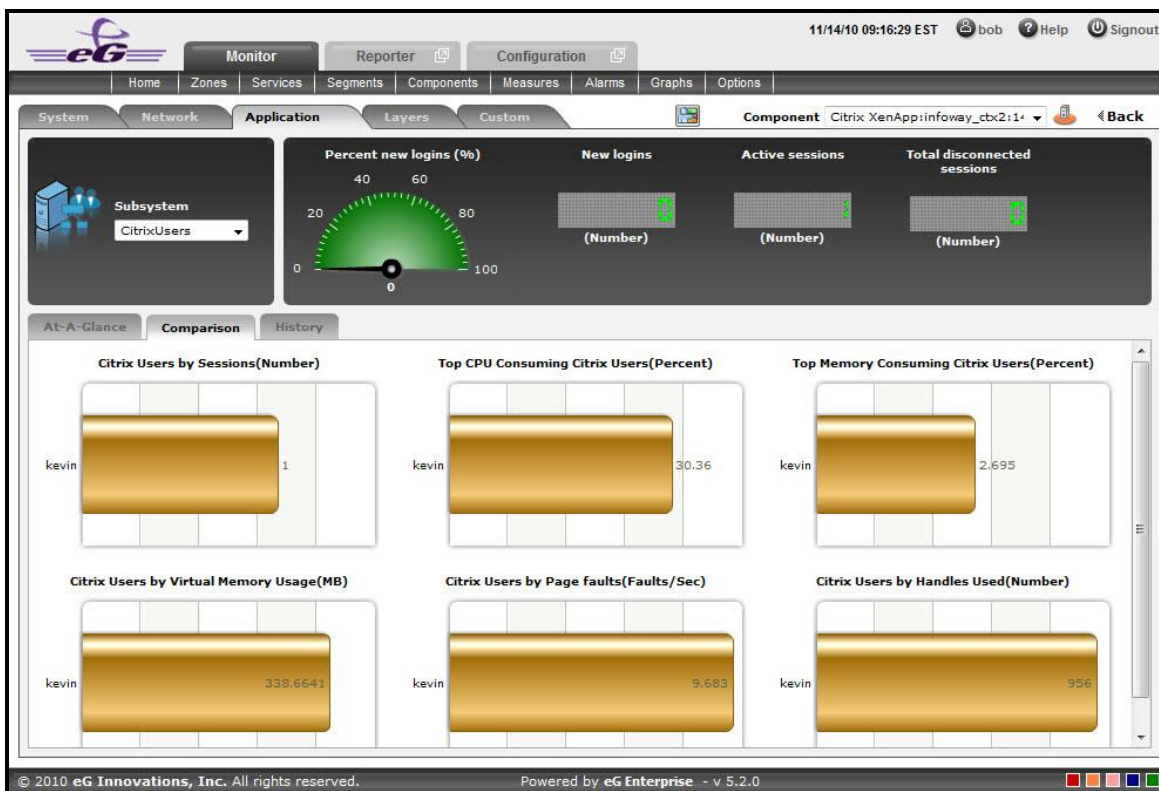 11/14/10 09:16:29 EST bob Help Signout
eG
Monitor Reporter Configuration
Home Zones Services Segments Components Measures Alarms Graphs Options
System Network Application Layers Custom Component Citrix XenApp:infoway_ctx2:14 Back
Subsystem
CitrixUsers
Percent new logins (%)
0 20 40 60 80 100
0
New logins
0
(Number)
Active sessions
(Number)
Total disconnected
sessions
0
(Number)
At-A-Glance Comparison History
Citrix Users by Sessions(Number)
kevin 1
Top CPU Consuming Citrix Users(Percent)
kevin 30.36
Top Memory Consuming Citrix Users(Percent)
kevin 2.695
Citrix Users by Virtual Memory Usage(MB)
kevin 338.6641
Citrix Users by Page faults(Faults/Sec)
kevin 9.683
Citrix Users by Handles Used(Number)
kevin 956
© 2010 eG Innovations, Inc. All rights reserved. Powered by eG Enterprise - v 5.2.0